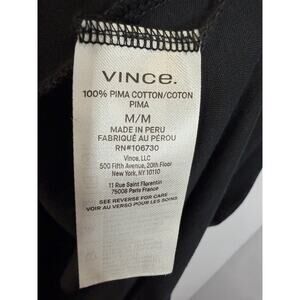 VINCE.
100% PIMA COTTON/COTON
PIMA
M/M
MADE IN PERU
FABRIQUÉ AU PÉROU
RN#106730
Vince, LLC
500 Fifth Avenue, 20th Floor
New York, NY 10110
11 Rue Saint Florentin
75008 Paris France
SEE REVERSE FOR CARE
VOIR AU VERSO POUR LES SOINS